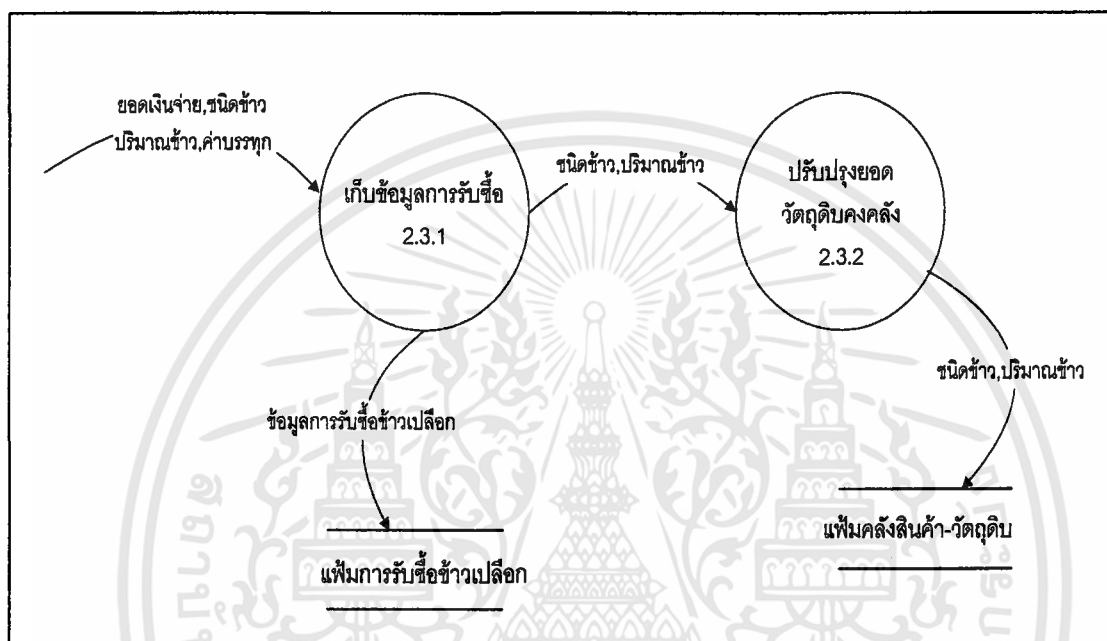 ยอดเงินจ่าย,ชนิดข้าว
ปริมาณข้าว,ค่าบรรทุก
เก็บข้อมูลการรับซื้อ
2.3.1
ชนิดข้าว,ปริมาณข้าว
ปรับปรุงยอด
วัตถุดิบคงคลัง
2.3.2
ข้อมูลการรับซื้อข้าวเปลือก
ชนิดข้าว,ปริมาณข้าว
แฟ้มการรับซื้อข้าวเปลือก
แฟ้มคลังสินค้า-วัตถุดิบ